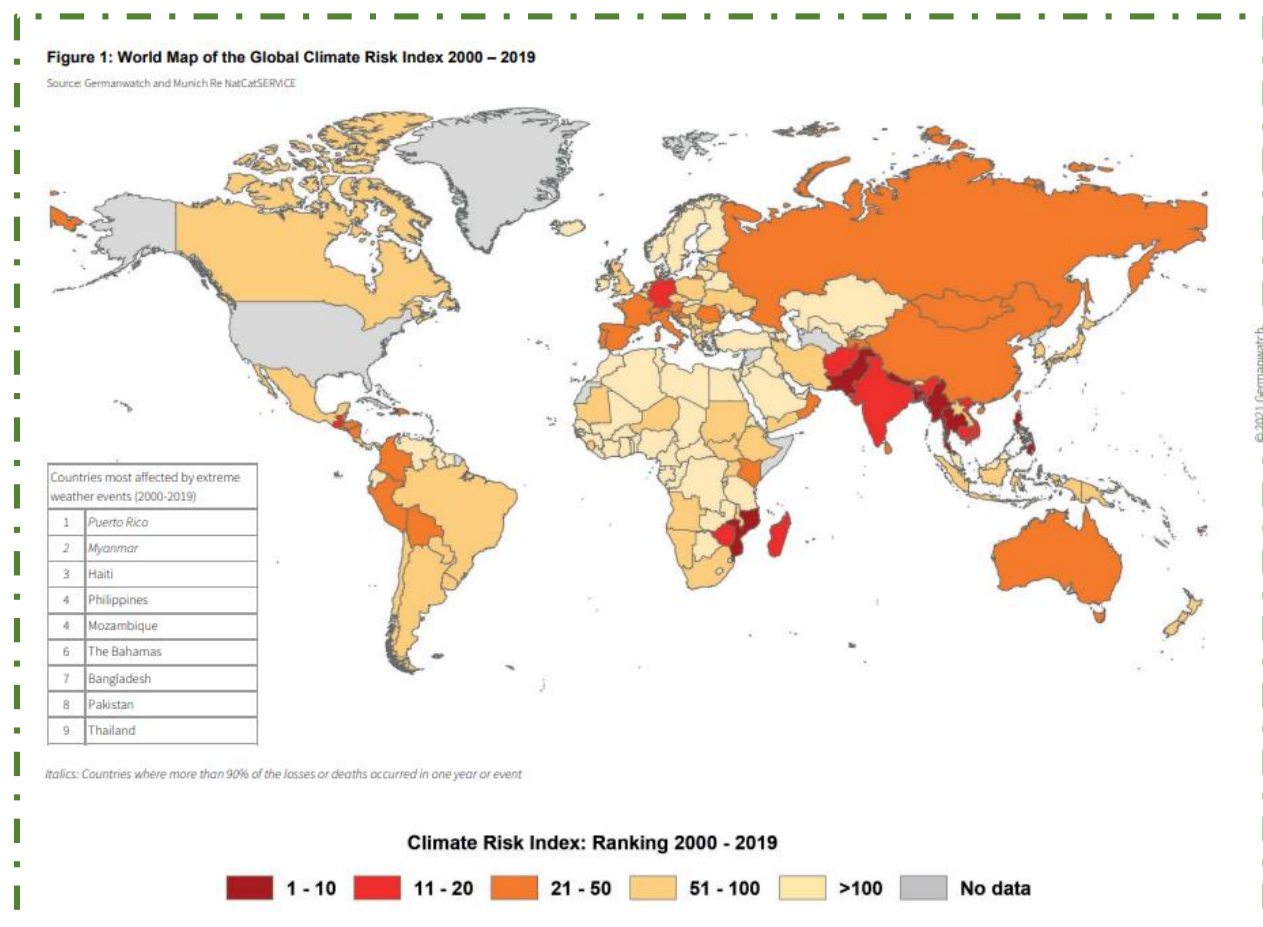 Figure 1: World Map of the Global Climate Risk Index 2000 – 2019
Source: Germanwatch and Munich Re NatCatSERVICE
© 2021 Germanwatch
Countries most affected by extreme
weather events (2000-2019)
1 Puerto Rico
2 Myanmar
3 Haiti
4 Philippines
4 Mozambique
6 The Bahamas
7 Bangladesh
8 Pakistan
9 Thailand
Italics: Countries where more than 90% of the losses or deaths occurred in one year or event
Climate Risk Index: Ranking 2000 - 2019
1 - 10 11 - 20 21 - 50 51 - 100 >100 No data